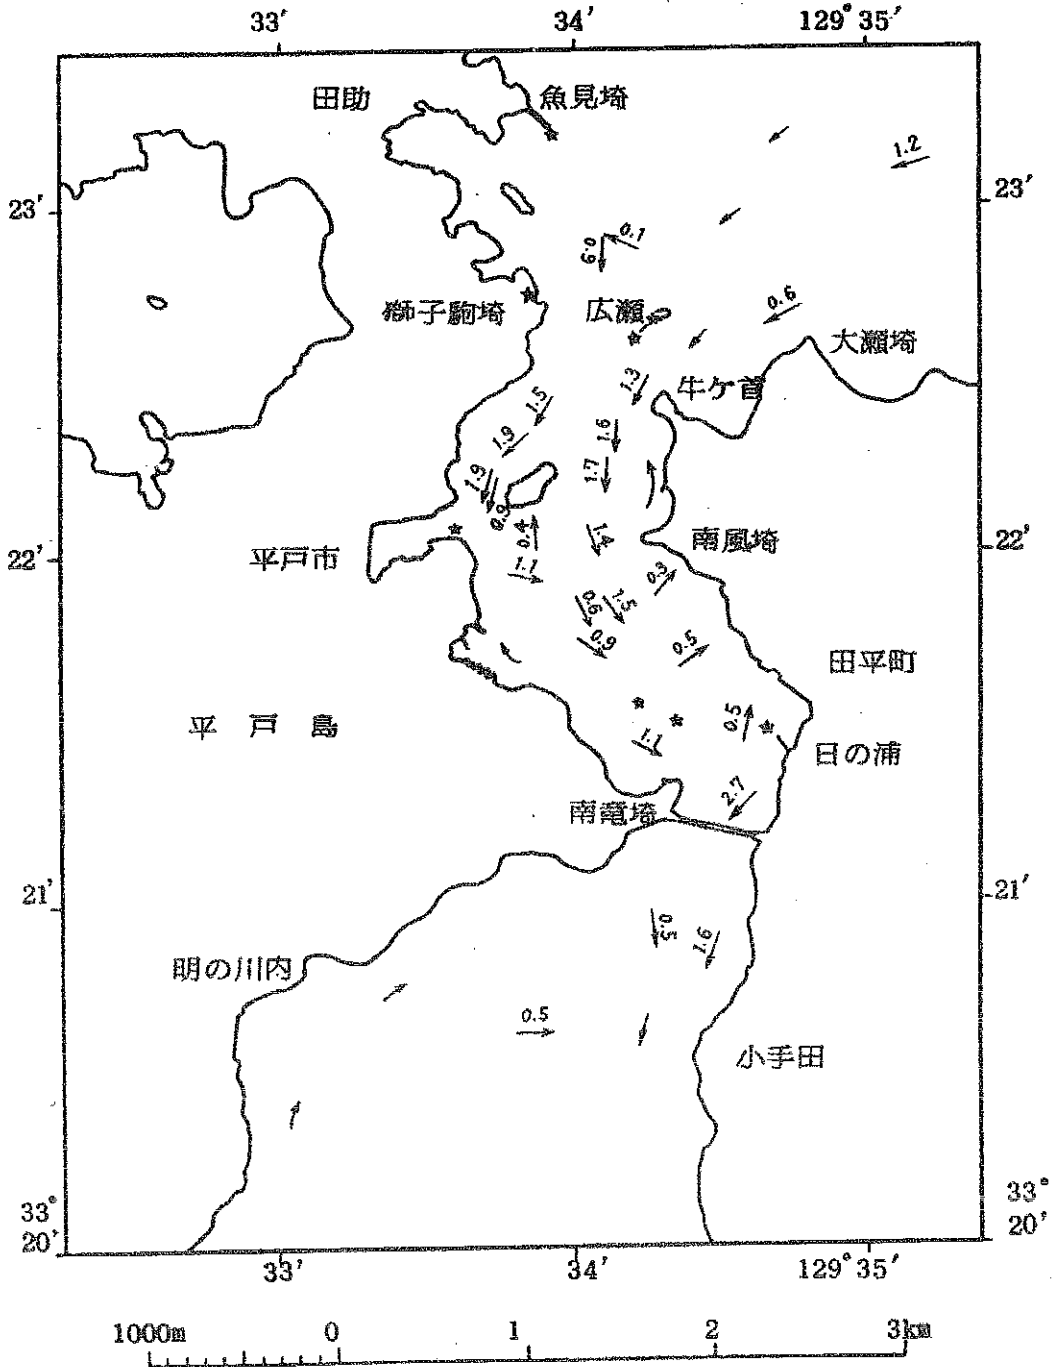 33' 34' 129° 35'
田助 魚見埼
1.2
23' 23'
0.1
0.9
獅子駒埼 広瀬 0.6
大瀬埼
1.3 牛ケ首
1.5
1.9 1.6
1.9 1.7
0.9
0.4 1.4
22' 平戸市 南風埼 22'
1.1 0.3
0.6 1.5
0.9 0.5
田平町
平戸島 0.5
1.1 日の浦
2.7
南竜埼
21' 21'
0.5 1.6
明の川内
0.5
小手田
33° 33°
20' 20'
33' 34' 129° 35'
1000m 0 1 2 3km